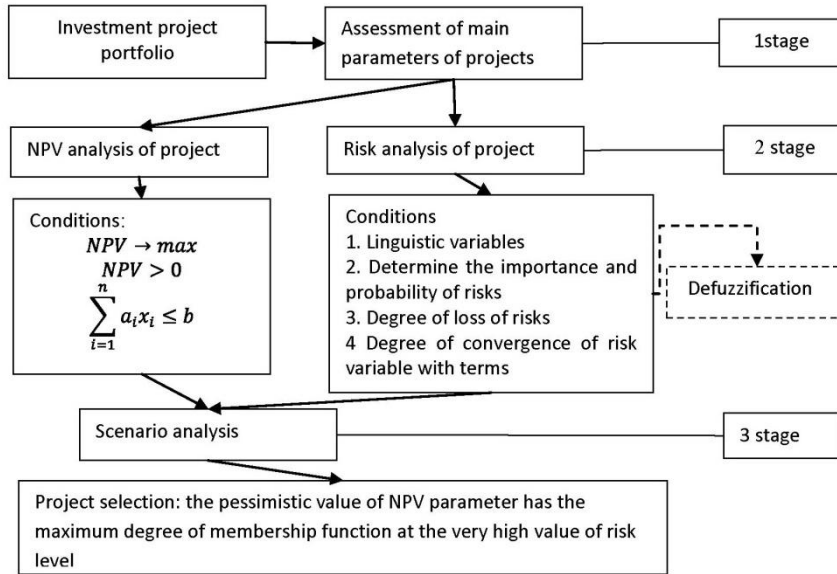 Investment project
portfolio
Assessment of main
parameters of projects
1stage
NPV analysis of project
Risk analysis of project
2 stage
Conditions:
NPV → max
NPV > 0
n
∑ aᵢxᵢ ≤ b
i=1
Conditions
1. Linguistic variables
2. Determine the importance and
probability of risks
3. Degree of loss of risks
4 Degree of convergence of risk
variable with terms
Defuzzification
Scenario analysis
3 stage
Project selection: the pessimistic value of NPV parameter has the
maximum degree of membership function at the very high value of risk
level